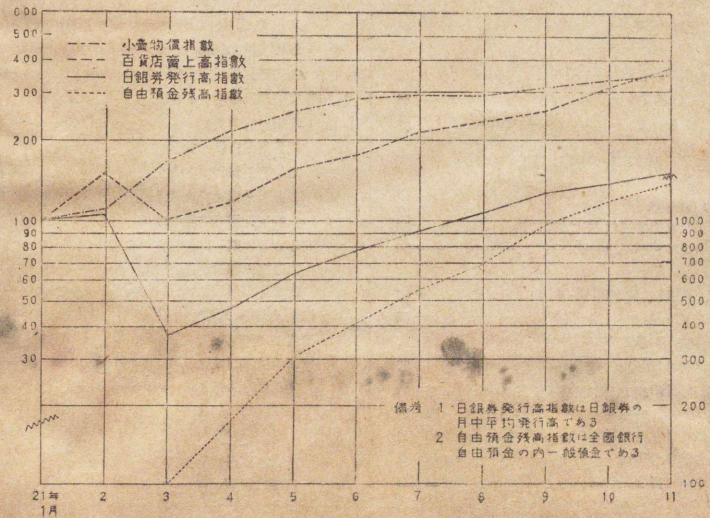 600
500
400
300
200
100
90
80
70
60
50
40
30
小賣物價指數
百貨店賣上高指數
日銀券発行高指數
自由預金残高指數
1000
900
800
700
600
500
400
300
200
100
備考 1 日銀券発行高指數は日銀券の
月中平均発行高である
2 自由預金残高指數は全國銀行
自由預金の内一般預金である
21年 2 3 4 5 6 7 8 9 10 11
1月